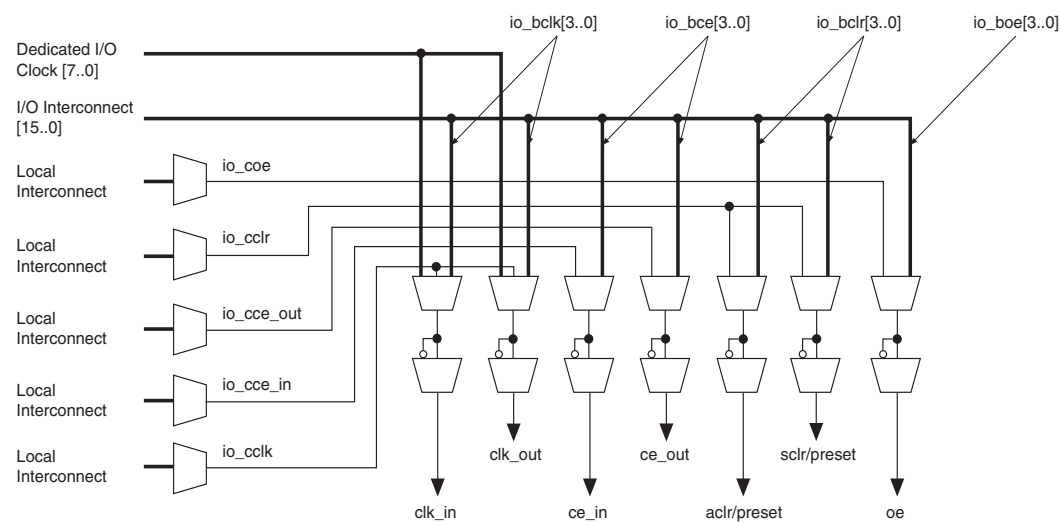 io_bclk[3..0]
io_bce[3..0]
io_bclr[3..0]
io_boe[3..0]
Dedicated I/O
Clock [7..0]
I/O Interconnect
[15..0]
Local
Interconnect
io_coe
Local
Interconnect
io_cclr
Local
Interconnect
io_cce_out
Local
Interconnect
io_cce_in
Local
Interconnect
io_cclk
clk_out
ce_out
sclr/preset
clk_in
ce_in
aclr/preset
oe